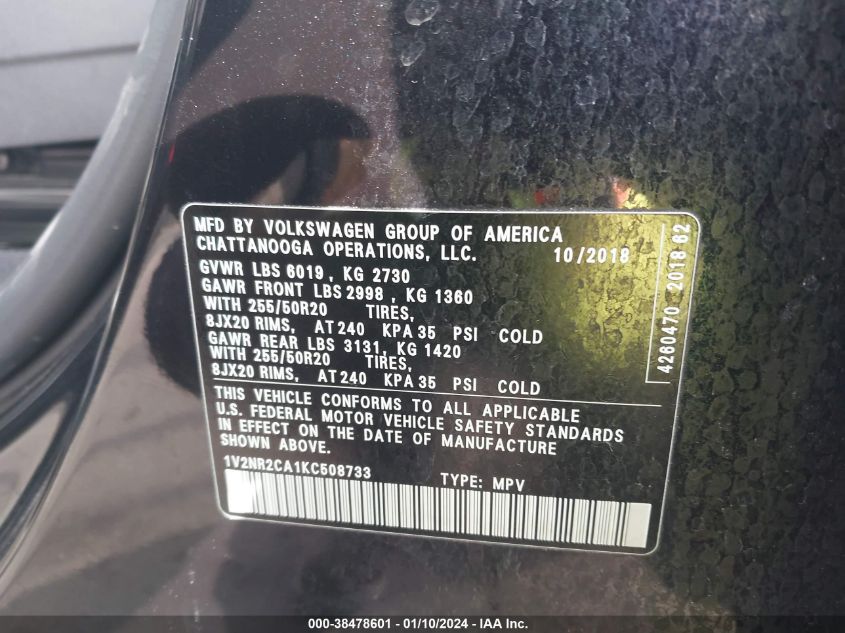 MFD BY VOLKSWAGEN GROUP OF AMERICA
CHATTANOOGA OPERATIONS, LLC. 10/2018
GVWR LBS 6019 , KG 2730
GAWR FRONT LBS 2998 , KG 1360
WITH 255/50R20 TIRES,
8JX20 RIMS, AT 240 KPA 35 PSI COLD
GAWR REAR LBS 3131, KG 1420
WITH 255/50R20 TIRES,
8JX20 RIMS, AT 240 KPA 35 PSI COLD
THIS VEHICLE CONFORMS TO ALL APPLICABLE
U.S. FEDERAL MOTOR VEHICLE SAFETY STANDARDS
IN EFFECT ON THE DATE OF MANUFACTURE
SHOWN ABOVE.
1V2NR2CA1KC508733 TYPE: MPV
4260470 2018 62
000-38478601 - 01/10/2024 - IAA Inc.